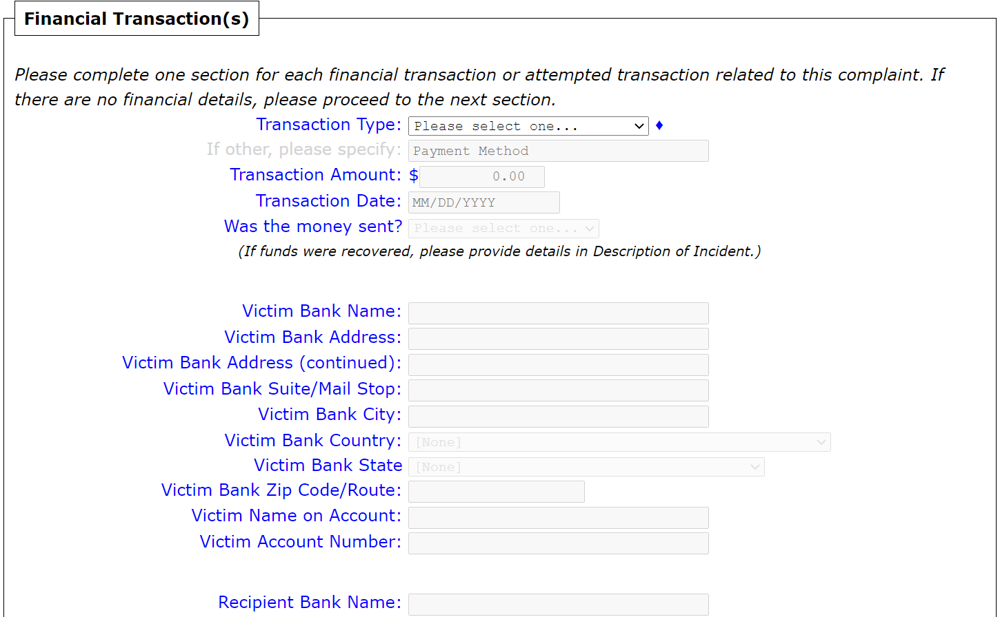 Financial Transaction(s)
Please complete one section for each financial transaction or attempted transaction related to this complaint. If
there are no financial details, please proceed to the next section.
Transaction Type: Please select one... ♦
If other, please specify: Payment Method
Transaction Amount: $ 0.00
Transaction Date: MM/DD/YYYY
Was the money sent? Please select one...
(If funds were recovered, please provide details in Description of Incident.)
Victim Bank Name:
Victim Bank Address:
Victim Bank Address (continued):
Victim Bank Suite/Mail Stop:
Victim Bank City:
Victim Bank Country: [None]
Victim Bank State [None]
Victim Bank Zip Code/Route:
Victim Name on Account:
Victim Account Number:
Recipient Bank Name: